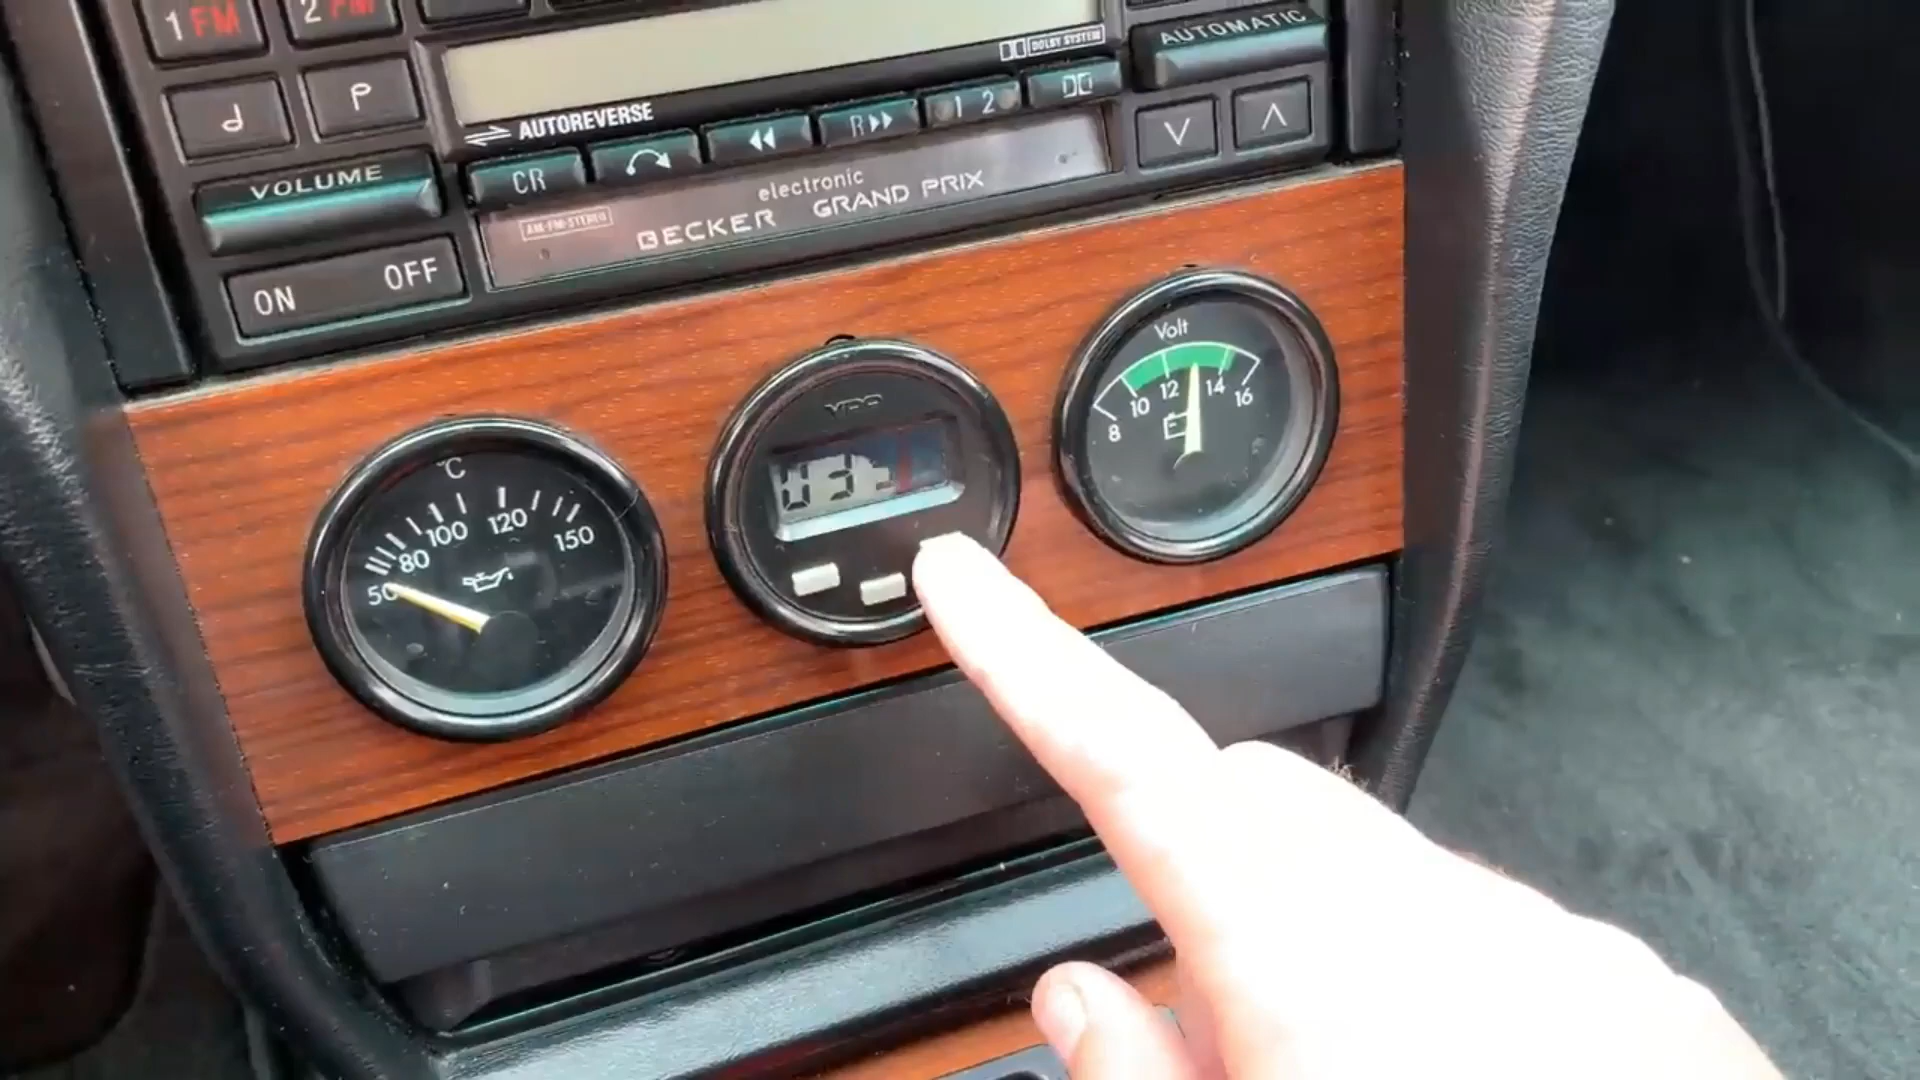 1 FM
2 FM
DOLBY SYSTEM
AUTOMATIC
P
AUTOREVERSE
1 2
R
VOLUME
CR
AM-FM-STEREO
electronic
BECKER GRAND PRIX
ON OFF
Volt
8 10 12 14 16
VDO
°C
50 80 100 120 150